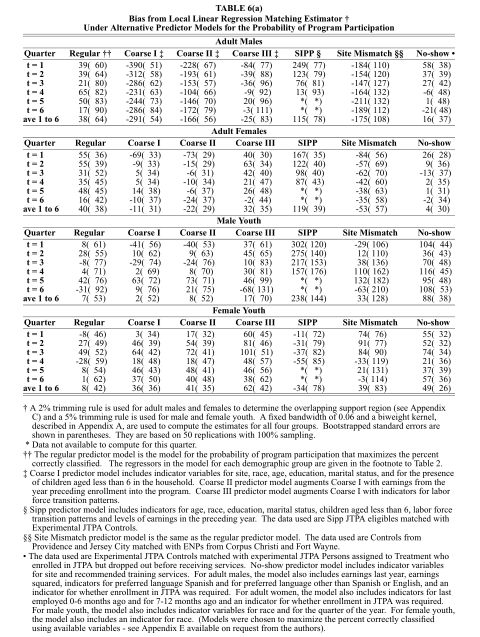 TABLE 6(a)
Bias from Local Linear Regression Matching Estimator †
Under Alternative Predictor Models for the Probability of Program Participation
Adult Males
Quarter Regular †† Coarse I ‡ Coarse II ‡ Coarse III ‡ SIPP § Site Mismatch §§ No-show •
t = 1 39( 60) -390( 51) -228( 67) -84( 77) 249( 77) -184( 110) 58( 38)
t = 2 39( 64) -312( 58) -193( 61) -39( 88) 123( 79) -154( 120) 37( 39)
t = 3 21( 80) -286( 62) -153( 57) -36( 96) 76( 81) -147( 127) 27( 42)
t = 4 65( 82) -231( 63) -104( 66) -9( 92) 13( 93) -164( 132) -6( 48)
t = 5 50( 83) -244( 73) -146( 70) 20( 96) *( *) -211( 132) 1( 48)
t = 6 17( 90) -286( 84) -172( 79) -3( 111) *( *) -189( 112) -21( 48)
ave 1 to 6 38( 64) -291( 54) -166( 56) -25( 83) 115( 78) -175( 108) 16( 37)
Adult Females
Quarter Regular Coarse I Coarse II Coarse III SIPP Site Mismatch No-show
t = 1 55( 36) -69( 33) -73( 29) 40( 30) 167( 35) -84( 56) 26( 28)
t = 2 55( 39) -9( 33) -15( 29) 63( 34) 122( 40) -57( 69) 9( 36)
t = 3 31( 52) 5( 34) -6( 31) 42( 40) 98( 40) -62( 70) -13( 37)
t = 4 35( 45) 5( 34) -10( 34) 21( 47) 87( 43) -42( 60) 2( 35)
t = 5 48( 45) 14( 38) -6( 37) 26( 48) *( *) -38( 63) 1( 31)
t = 6 16( 42) -10( 37) -24( 37) -2( 44) *( *) -35( 58) -2( 34)
ave 1 to 6 40( 38) -11( 31) -22( 29) 32( 35) 119( 39) -53( 57) 4( 30)
Male Youth
Quarter Regular Coarse I Coarse II Coarse III SIPP Site Mismatch No-show
t = 1 8( 61) -41( 56) -40( 53) 37( 61) 302( 120) -29( 106) 104( 44)
t = 2 28( 55) 10( 62) 9( 63) 45( 65) 275( 140) 12( 110) 36( 43)
t = 3 -8( 77) -29( 74) -24( 76) 10( 83) 217( 153) 38( 136) 70( 48)
t = 4 4( 71) 2( 69) 8( 70) 30( 81) 157( 176) 110( 162) 116( 45)
t = 5 42( 76) 63( 72) 73( 71) 46( 99) *( *) 132( 182) 95( 48)
t = 6 -31( 92) 9( 76) 21( 75) -68( 131) *( *) -63( 210) 108( 53)
ave 1 to 6 7( 53) 2( 52) 8( 52) 17( 70) 238( 144) 33( 128) 88( 38)
Female Youth
Quarter Regular Coarse I Coarse II Coarse III SIPP Site Mismatch No-show
t = 1 -8( 46) 3( 34) 17( 32) 60( 45) -11( 72) 74( 76) 55( 32)
t = 2 27( 49) 46( 39) 54( 39) 81( 46) -31( 79) 91( 77) 52( 32)
t = 3 49( 52) 64( 42) 72( 41) 101( 51) -37( 82) 84( 90) 74( 34)
t = 4 -28( 59) 18( 48) 18( 47) 48( 57) -55( 85) -33( 119) 21( 36)
t = 5 8( 54) 46( 43) 48( 41) 46( 56) *( *) 21( 131) 37( 39)
t = 6 1( 62) 37( 50) 40( 48) 38( 62) *( *) -3( 114) 57( 36)
ave 1 to 6 8( 42) 36( 36) 41( 35) 62( 42) -34( 78) 39( 83) 49( 26)
† A 2% trimming rule is used for adult males and females to determine the overlapping support region (see Appendix
C) and a 5% trimming rule is used for male and female youth. A fixed bandwidth of 0.06 and a biweight kernel,
described in Appendix A, are used to compute the estimates for all four groups. Bootstrapped standard errors are
shown in parentheses. They are based on 50 replications with 100% sampling.
* Data not available to compute for this quarter.
†† The regular predictor model is the model for the probability of program participation that maximizes the percent
correctly classified. The regressors in the model for each demographic group are given in the footnote to Table 2.
‡ Coarse I predictor model includes indicator variables for site, race, age, education, marital status, and for the presence
of children aged less than 6 in the household. Coarse II predictor model augments Coarse I with earnings from the
year preceding enrollment into the program. Coarse III predictor model augments Coarse I with indicators for labor
force transition patterns.
§ Sipp predictor model includes indicators for age, race, education, marital status, children aged less than 6, labor force
transition patterns and levels of earnings in the preceding year. The data used are Sipp JTPA eligibles matched with
Experimental JTPA Controls.
§§ Site Mismatch predictor model is the same as the regular predictor model. The data used are Controls from
Providence and Jersey City matched with ENPs from Corpus Christi and Fort Wayne.
• The data used are Experimental JTPA Controls matched with experimental JTPA Persons assigned to Treatment who
enrolled in JTPA but dropped out before receiving services. No-show predictor model includes indicator variables
for site and recommended training services. For adult males, the model also includes earnings last year, earnings
squared, indicators for preferred language Spanish and for preferred language other than Spanish or English, and an
indicator for whether enrollment in JTPA was required. For adult women, the model also includes indicators for last
employed 0-6 months ago and for 7-12 months ago and an indicator for whether enrollment in JTPA was required.
For male youth, the model also includes indicator variables for race and for the quarter of the year. For female youth,
the model also includes an indicator for race. (Models were chosen to maximize the percent correctly classified
using available variables - see Appendix E available on request from the authors).